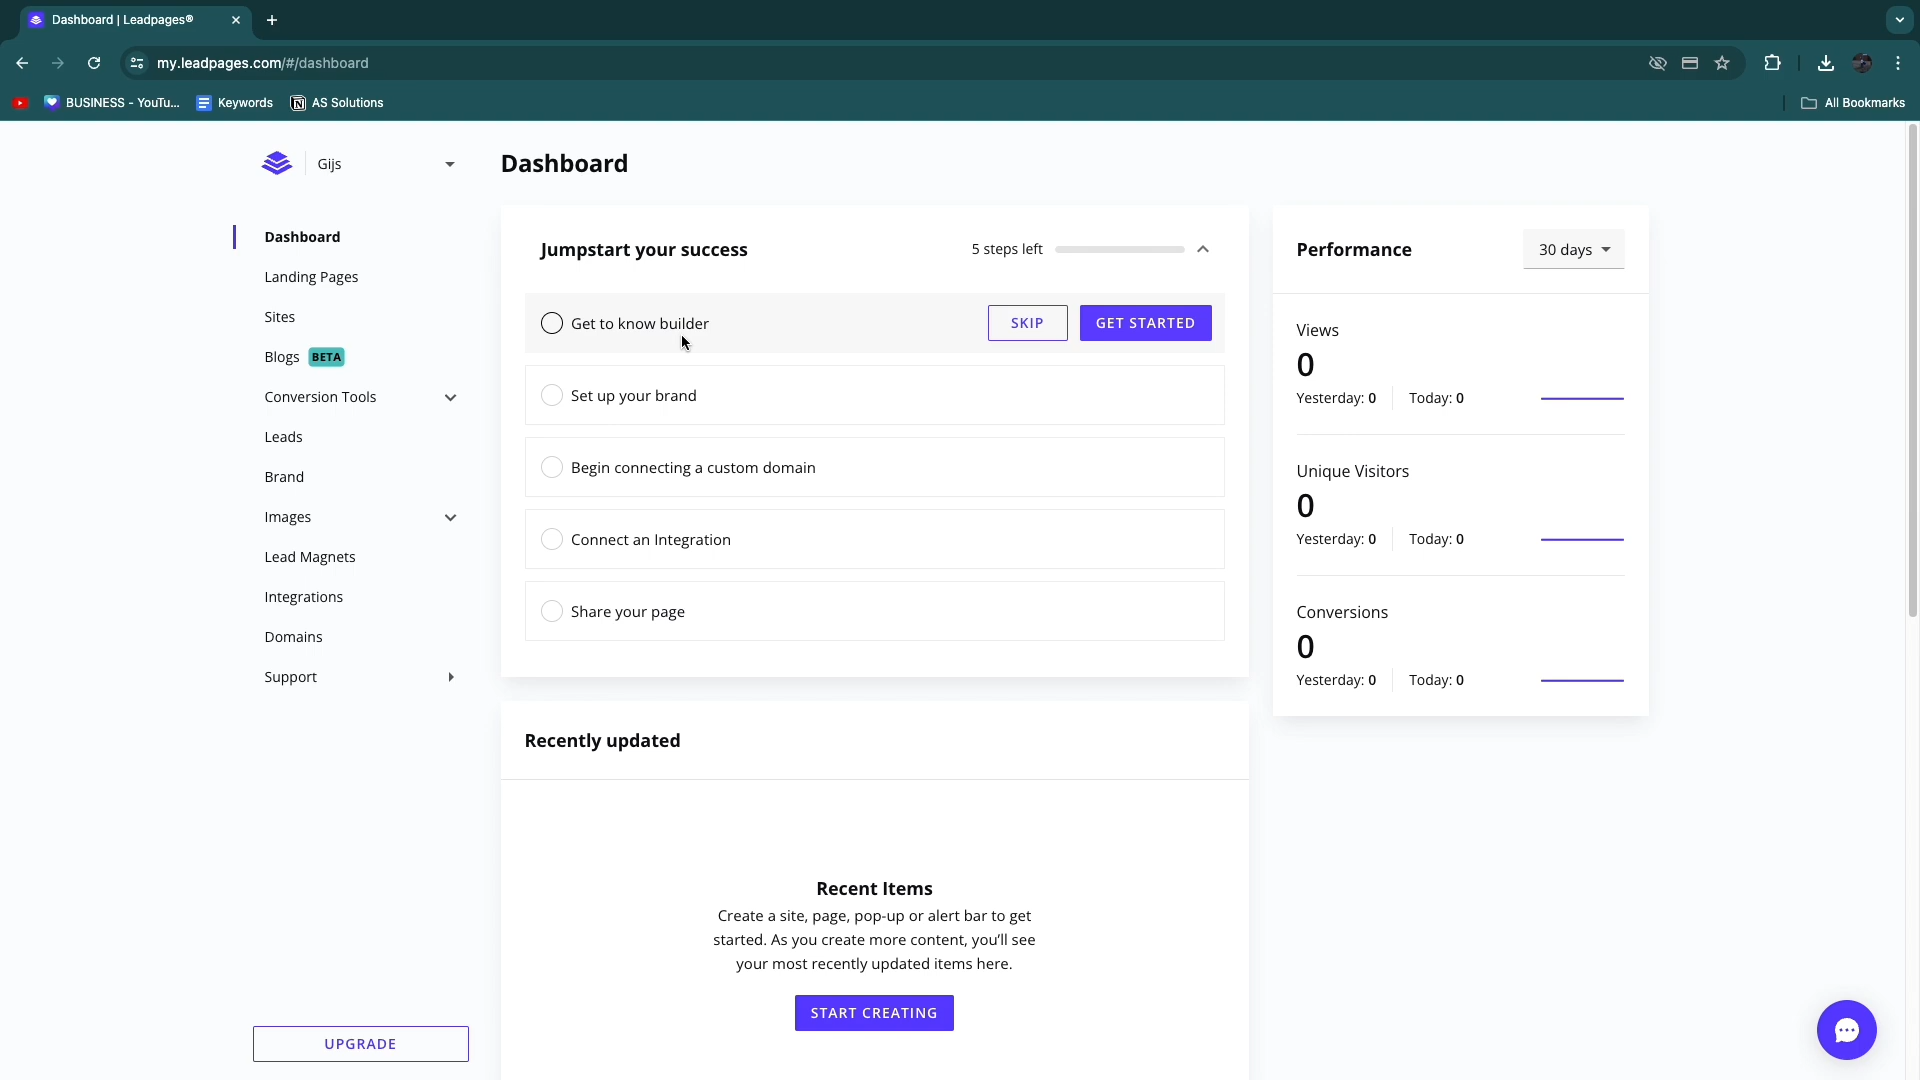 Dashboard | Leadpages®
my.leadpages.com/#/dashboard
BUSINESS - YouTu...
Keywords
AS Solutions
All Bookmarks
Gijs
Dashboard
Landing Pages
Sites
Blogs BETA
Conversion Tools
Leads
Brand
Images
Lead Magnets
Integrations
Domains
Support
UPGRADE
Dashboard
Jumpstart your success
5 steps left
Get to know builder
SKIP
GET STARTED
Set up your brand
Begin connecting a custom domain
Connect an Integration
Share your page
Recently updated
Recent Items
Create a site, page, pop-up or alert bar to get
started. As you create more content, you'll see
your most recently updated items here.
START CREATING
Performance
30 days
Views
0
Yesterday: 0 Today: 0
Unique Visitors
0
Yesterday: 0 Today: 0
Conversions
0
Yesterday: 0 Today: 0